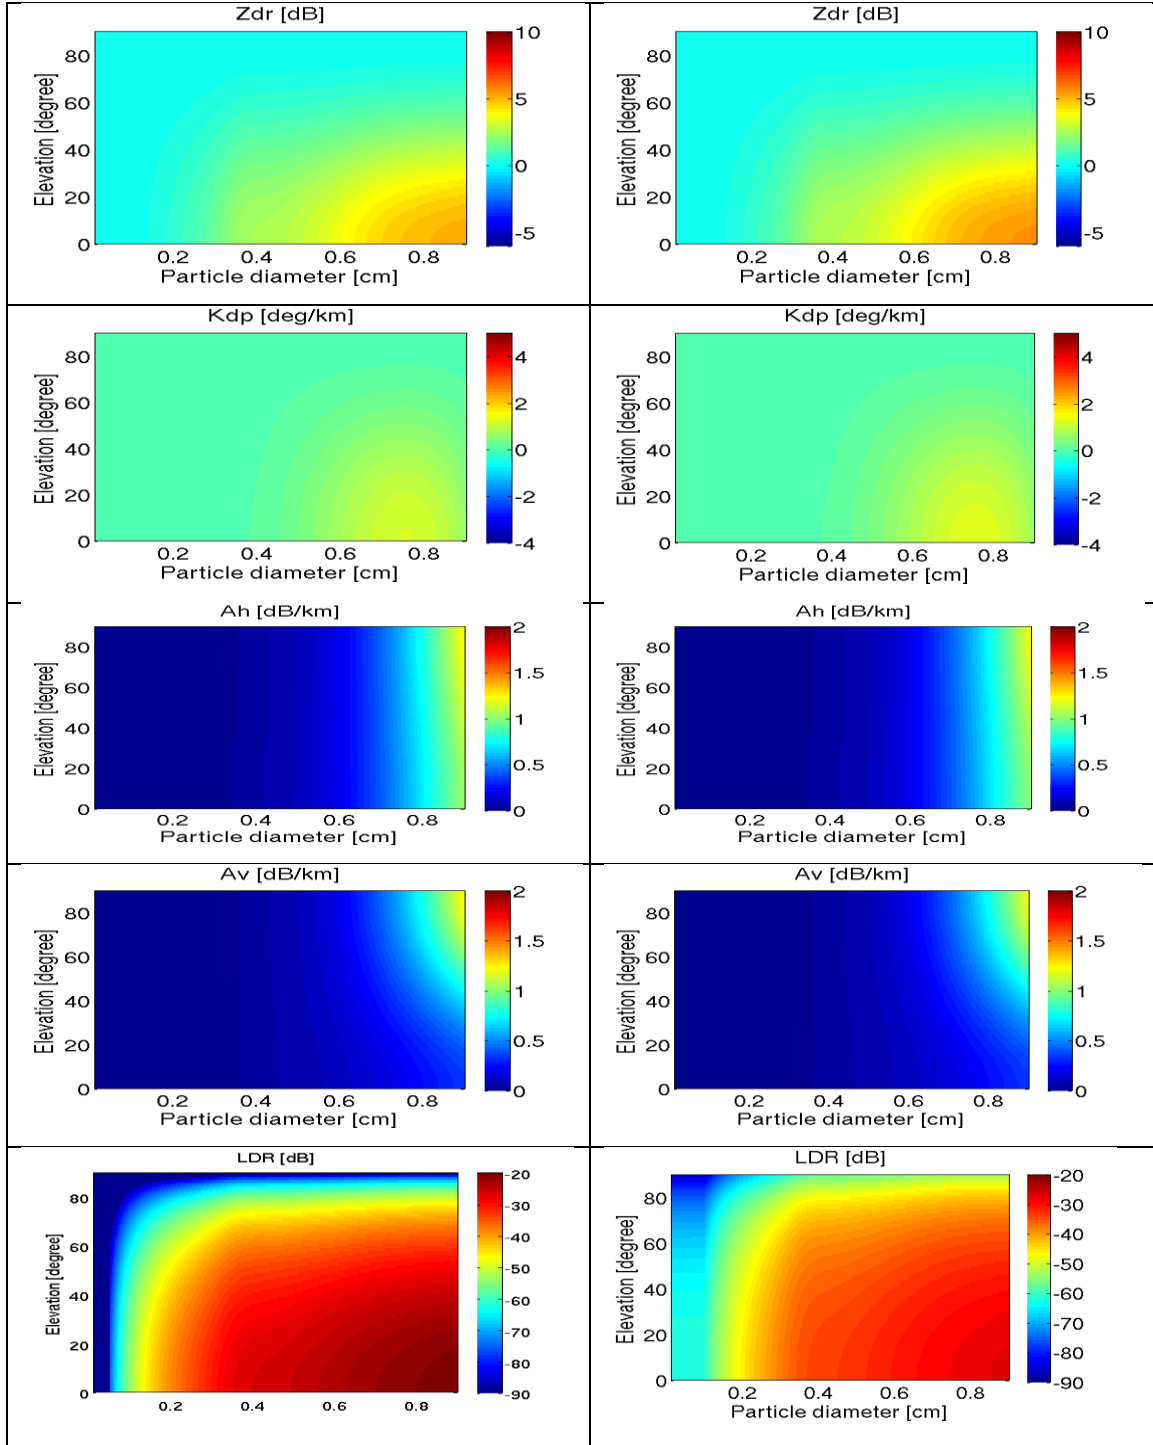 Zdr [dB]
Elevation [degree]
80
60
40
20
0
0.2 0.4 0.6 0.8
Particle diameter [cm]
10
5
0
-5
Zdr [dB]
Elevation [degree]
80
60
40
20
0
0.2 0.4 0.6 0.8
Particle diameter [cm]
10
5
0
-5
Kdp [deg/km]
Elevation [degree]
80
60
40
20
0
0.2 0.4 0.6 0.8
Particle diameter [cm]
4
2
0
-2
-4
Kdp [deg/km]
Elevation [degree]
80
60
40
20
0
0.2 0.4 0.6 0.8
Particle diameter [cm]
4
2
0
-2
-4
Ah [dB/km]
Elevation [degree]
80
60
40
20
0
0.2 0.4 0.6 0.8
Particle diameter [cm]
2
1.5
1
0.5
0
Ah [dB/km]
Elevation [degree]
80
60
40
20
0
0.2 0.4 0.6 0.8
Particle diameter [cm]
2
1.5
1
0.5
0
Av [dB/km]
Elevation [degree]
80
60
40
20
0
0.2 0.4 0.6 0.8
Particle diameter [cm]
2
1.5
1
0.5
0
Av [dB/km]
Elevation [degree]
80
60
40
20
0
0.2 0.4 0.6 0.8
Particle diameter [cm]
2
1.5
1
0.5
0
LDR [dB]
Elevation [degree]
80
60
40
20
0
0.2 0.4 0.6 0.8
-20
-30
-40
-50
-60
-70
-80
-90
LDR [dB]
Elevation [degree]
80
60
40
20
0
0.2 0.4 0.6 0.8
Particle diameter [cm]
-20
-30
-40
-50
-60
-70
-80
-90